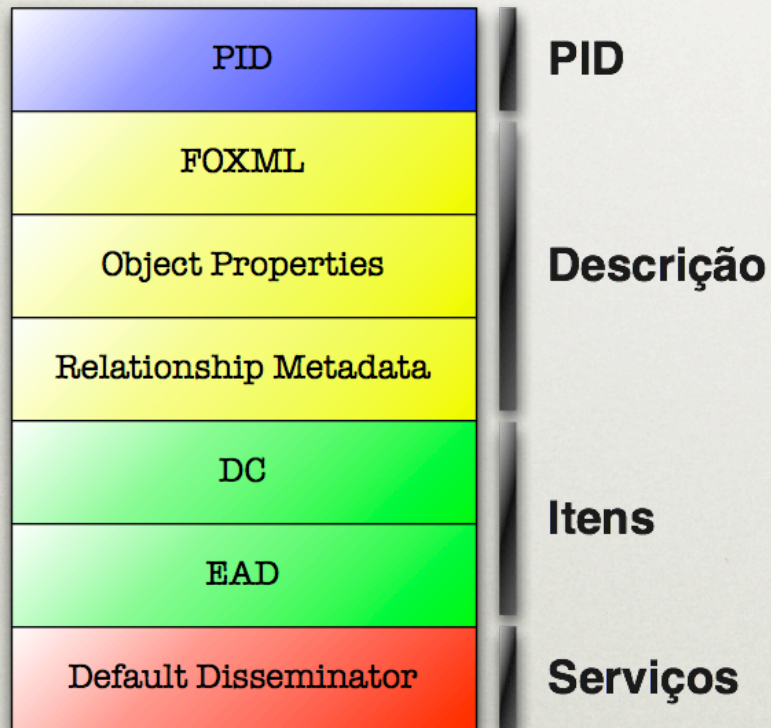 PID
PID
FOXML
Object Properties
Descrição
Relationship Metadata
DC
Itens
EAD
Default Disseminator
Serviços